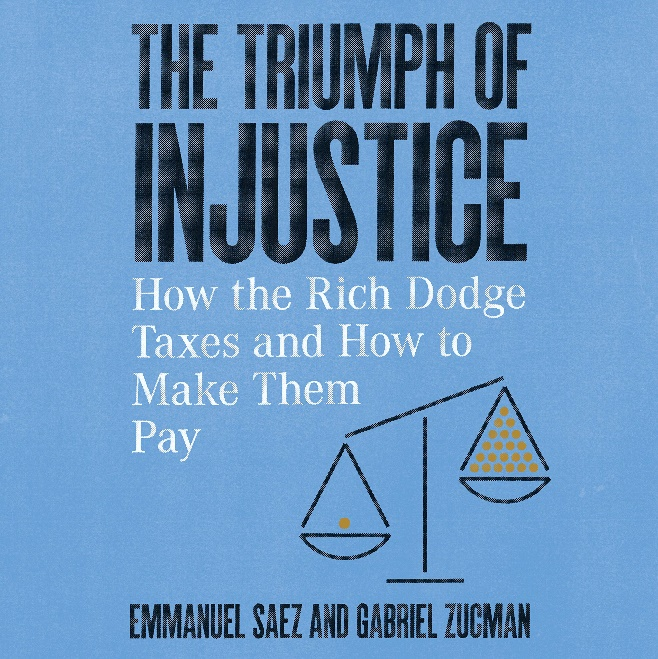 THE TRIUMPH OF
INJUSTICE
How the Rich Dodge
Taxes and How to
Make Them
Pay
EMMANUEL SAEZ AND GABRIEL ZUCMAN